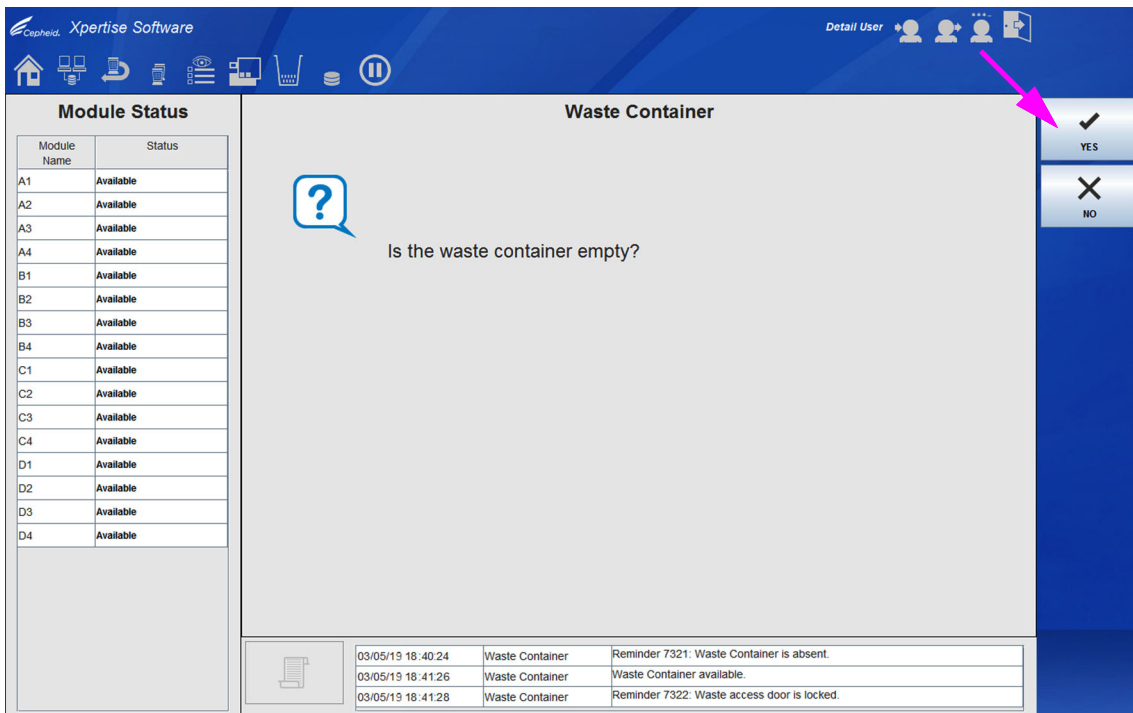 Cepheid. Xpertise Software
Detail User
Module Status
Module Name Status
A1 Available
A2 Available
A3 Available
A4 Available
B1 Available
B2 Available
B3 Available
B4 Available
C1 Available
C2 Available
C3 Available
C4 Available
D1 Available
D2 Available
D3 Available
D4 Available
Waste Container
?
Is the waste container empty?
YES
NO
03/05/19 18:40:24 Waste Container Reminder 7321: Waste Container is absent.
03/05/19 18:41:26 Waste Container Waste Container available.
03/05/19 18:41:28 Waste Container Reminder 7322: Waste access door is locked.